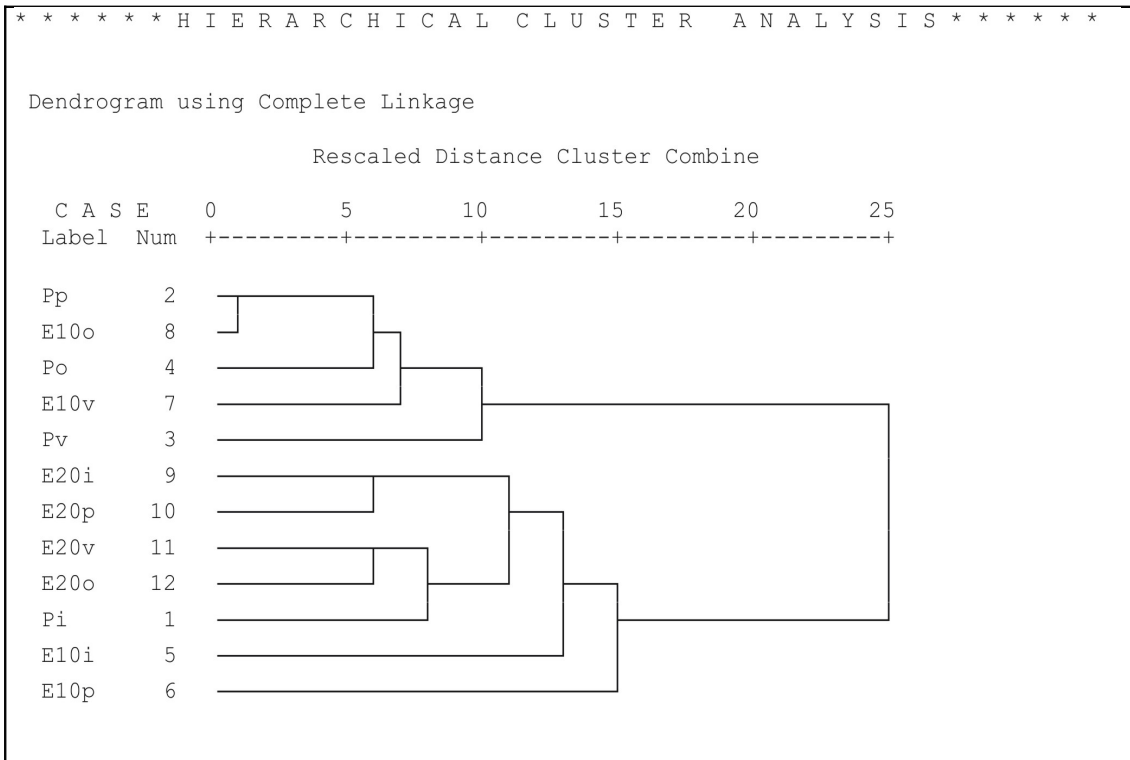 * * * * * * H I E R A R C H I C A L   C L U S T E R   A N A L Y S I S * * * * * *
Dendrogram using Complete Linkage
Rescaled Distance Cluster Combine
C A S E 0 5 10 15 20 25
Label Num +---------+---------+---------+---------+---------+
Pp 2
E10o 8
Po 4
E10v 7
Pv 3
E20i 9
E20p 10
E20v 11
E20o 12
Pi 1
E10i 5
E10p 6